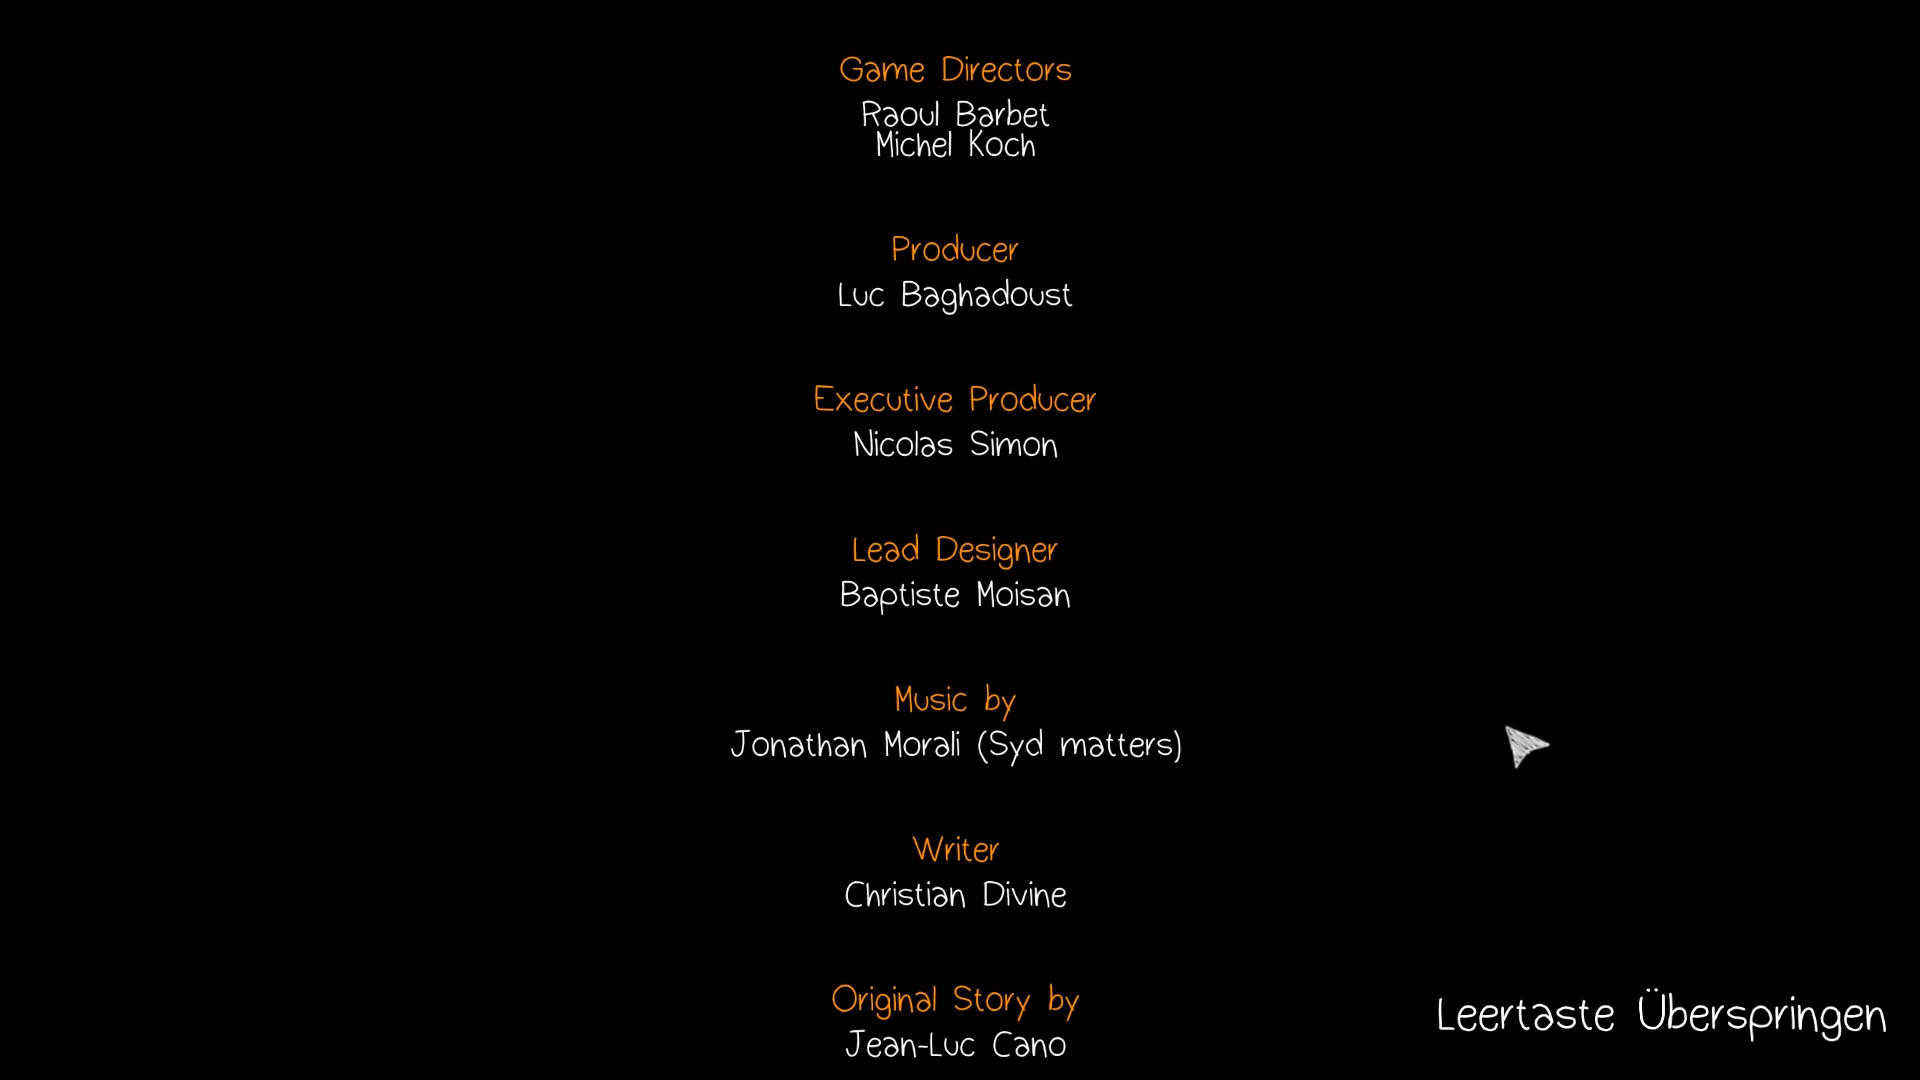 Game Directors
Raoul Barbet
Michel Koch
Producer
Luc Baghadoust
Executive Producer
Nicolas Simon
Lead Designer
Baptiste Moisan
Music by
Jonathan Morali (Syd matters)
Writer
Christian Divine
Original Story by
Jean-Luc Cano
Leertaste Überspringen